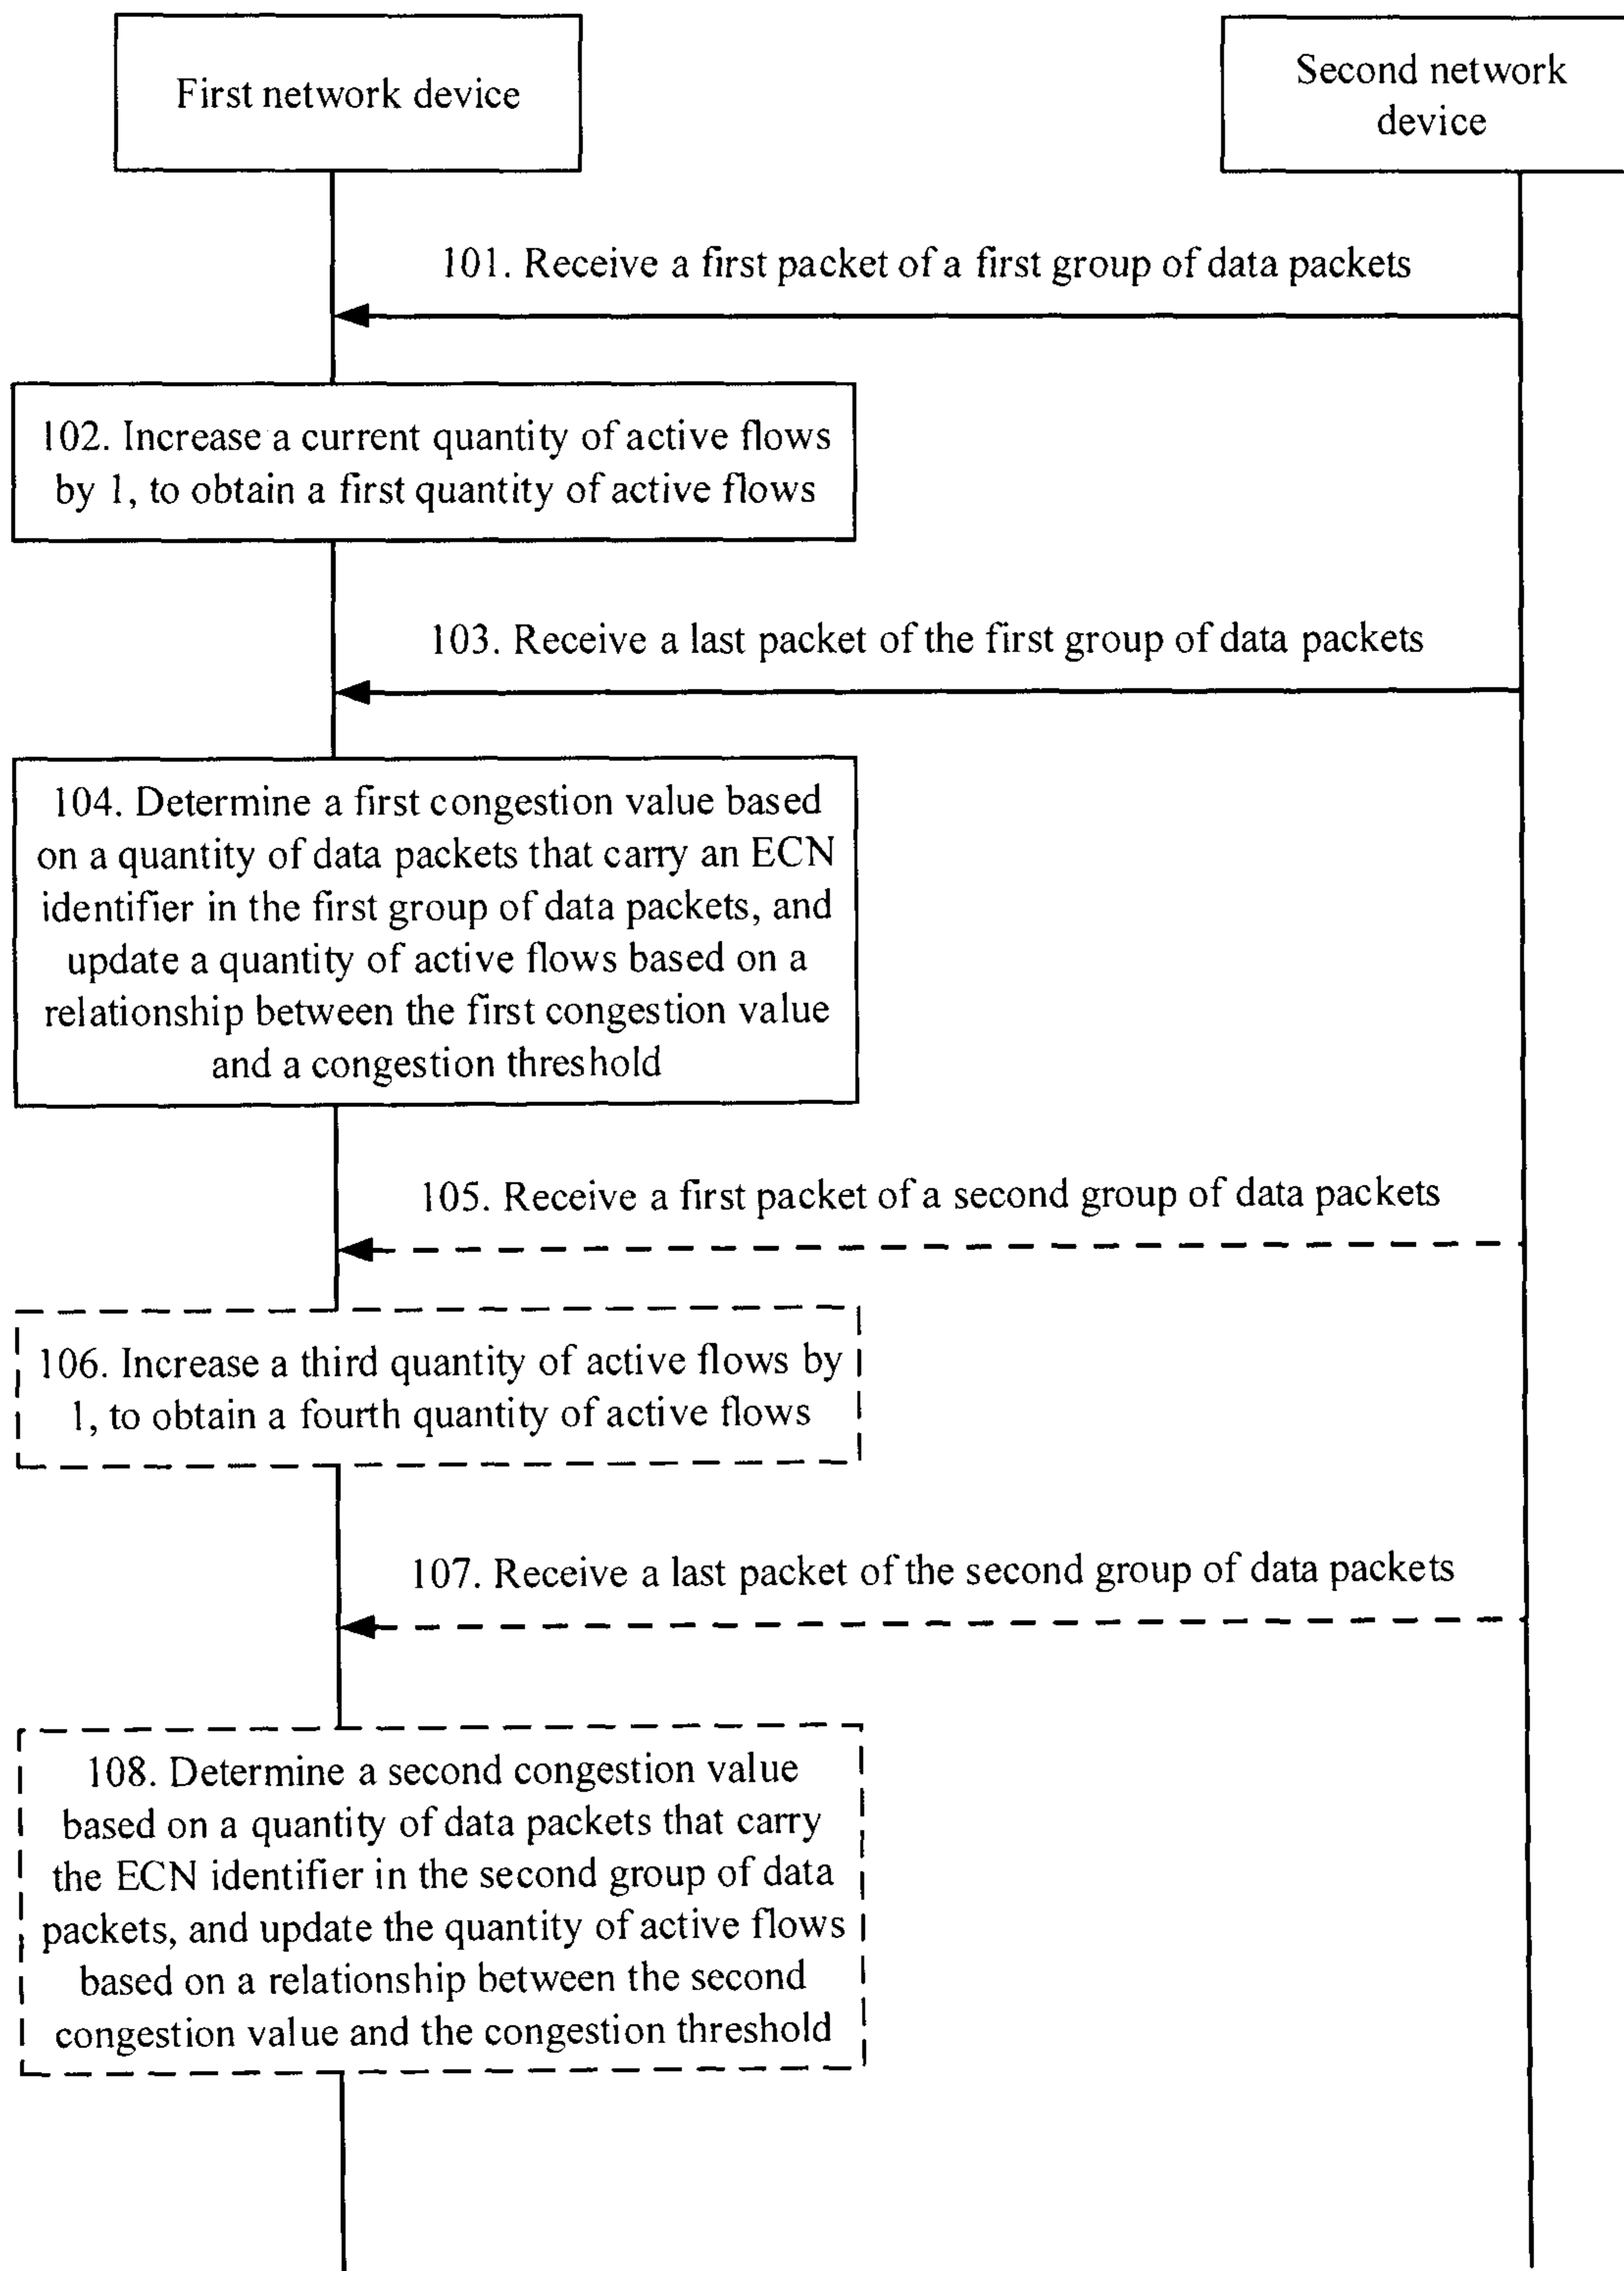 First network device
Second network
device
101. Receive a first packet of a first group of data packets
102. Increase a current quantity of active flows
by 1, to obtain a first quantity of active flows
103. Receive a last packet of the first group of data packets
104. Determine a first congestion value based
on a quantity of data packets that carry an ECN
identifier in the first group of data packets, and
update a quantity of active flows based on a
relationship between the first congestion value
and a congestion threshold
105. Receive a first packet of a second group of data packets
106. Increase a third quantity of active flows by
1, to obtain a fourth quantity of active flows
107. Receive a last packet of the second group of data packets
108. Determine a second congestion value
based on a quantity of data packets that carry
the ECN identifier in the second group of data
packets, and update the quantity of active flows
based on a relationship between the second
congestion value and the congestion threshold